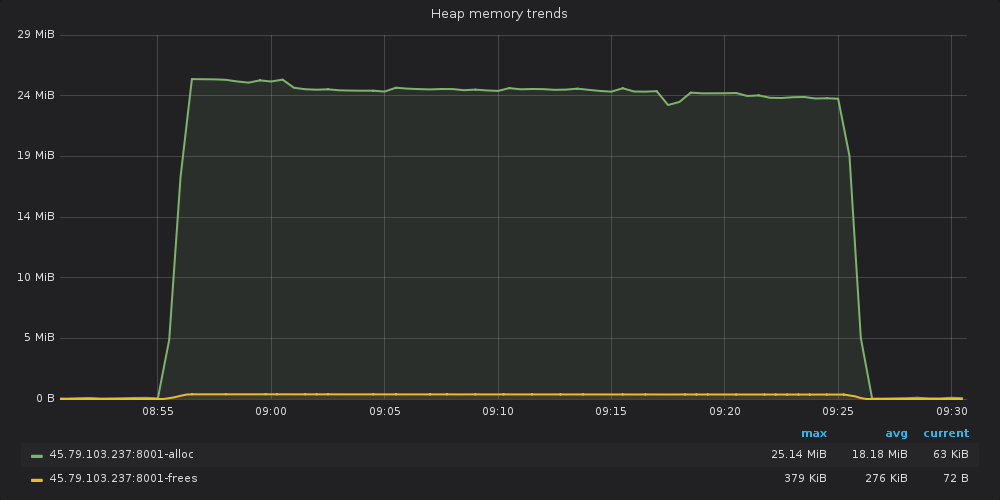 Heap memory trends
29 MiB
24 MiB
19 MiB
14 MiB
10 MiB
5 MiB
0 B
08:55 09:00 09:05 09:10 09:15 09:20 09:25 09:30
max avg current
45.79.103.237:8001-alloc 25.14 MiB 18.18 MiB 63 KiB
45.79.103.237:8001-frees 379 KiB 276 KiB 72 B